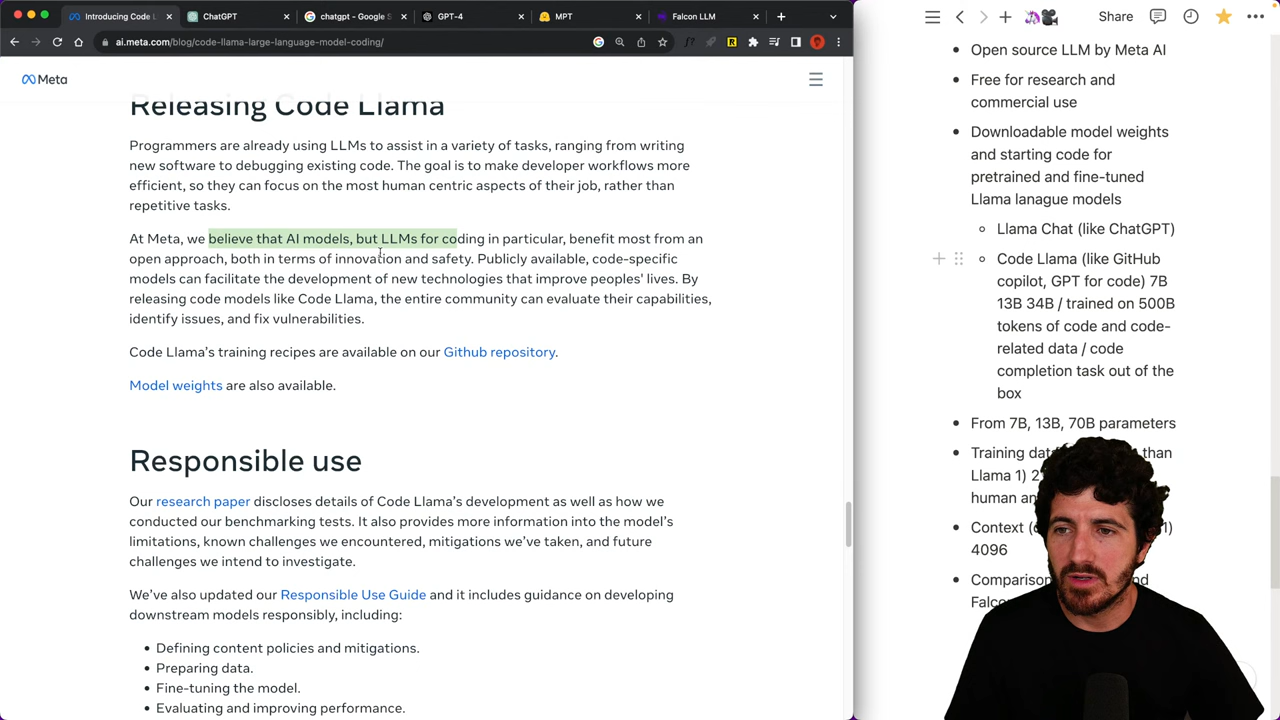 Introducing Code L
ChatGPT
chatgpt - Google S
GPT-4
MPT
Falcon LLM
ai.meta.com/blog/code-llama-large-language-model-coding/
Meta
Releasing Code Llama
Programmers are already using LLMs to assist in a variety of tasks, ranging from writing
new software to debugging existing code. The goal is to make developer workflows more
efficient, so they can focus on the most human centric aspects of their job, rather than
repetitive tasks.
At Meta, we believe that AI models, but LLMs for coding in particular, benefit most from an
open approach, both in terms of innovation and safety. Publicly available, code-specific
models can facilitate the development of new technologies that improve peoples' lives. By
releasing code models like Code Llama, the entire community can evaluate their capabilities,
identify issues, and fix vulnerabilities.
Code Llama’s training recipes are available on our Github repository.
Model weights are also available.
Responsible use
Our research paper discloses details of Code Llama’s development as well as how we
conducted our benchmarking tests. It also provides more information into the model’s
limitations, known challenges we encountered, mitigations we’ve taken, and future
challenges we intend to investigate.
We’ve also updated our Responsible Use Guide and it includes guidance on developing
downstream models responsibly, including:
• Defining content policies and mitigations.
• Preparing data.
• Fine-tuning the model.
• Evaluating and improving performance.
Share
• Open source LLM by Meta AI
• Free for research and
commercial use
• Downloadable model weights
and starting code for
pretrained and fine-tuned
Llama lanague models
◦ Llama Chat (like ChatGPT)
◦ Code Llama (like GitHub
copilot, GPT for code) 7B
13B 34B / trained on 500B
tokens of code and code-
related data / code
completion task out of the
box
• From 7B, 13B, 70B parameters
• Training dat than
Llama 1) 2
human an
• Context ( 1)
4096
• Comparison nd
Falco